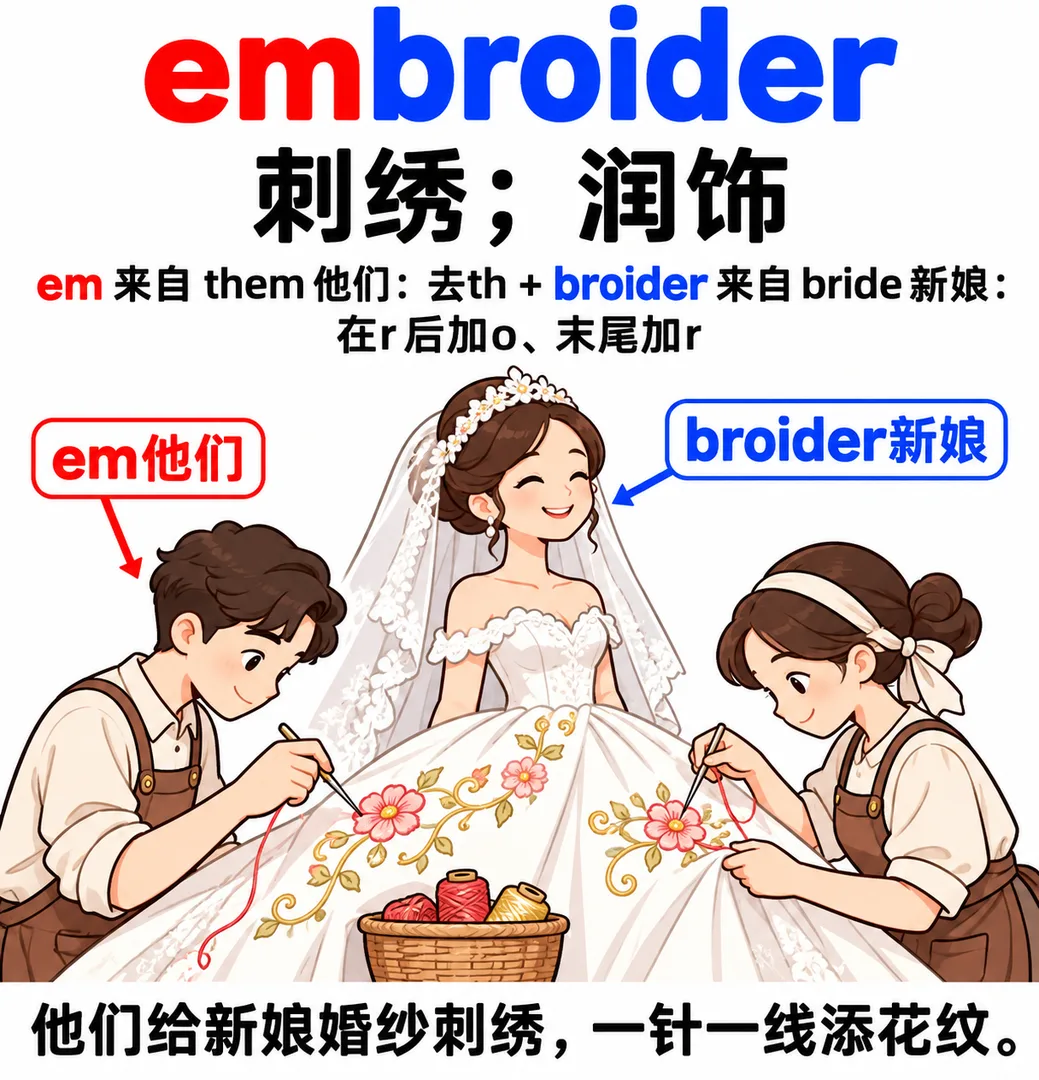 embroider
刺绣；润饰
em 来自 them 他们：去th + broider 来自 bride 新娘：
在r后加o、末尾加r
em他们
broider新娘
他们给新娘婚纱刺绣，一针一线添花纹。